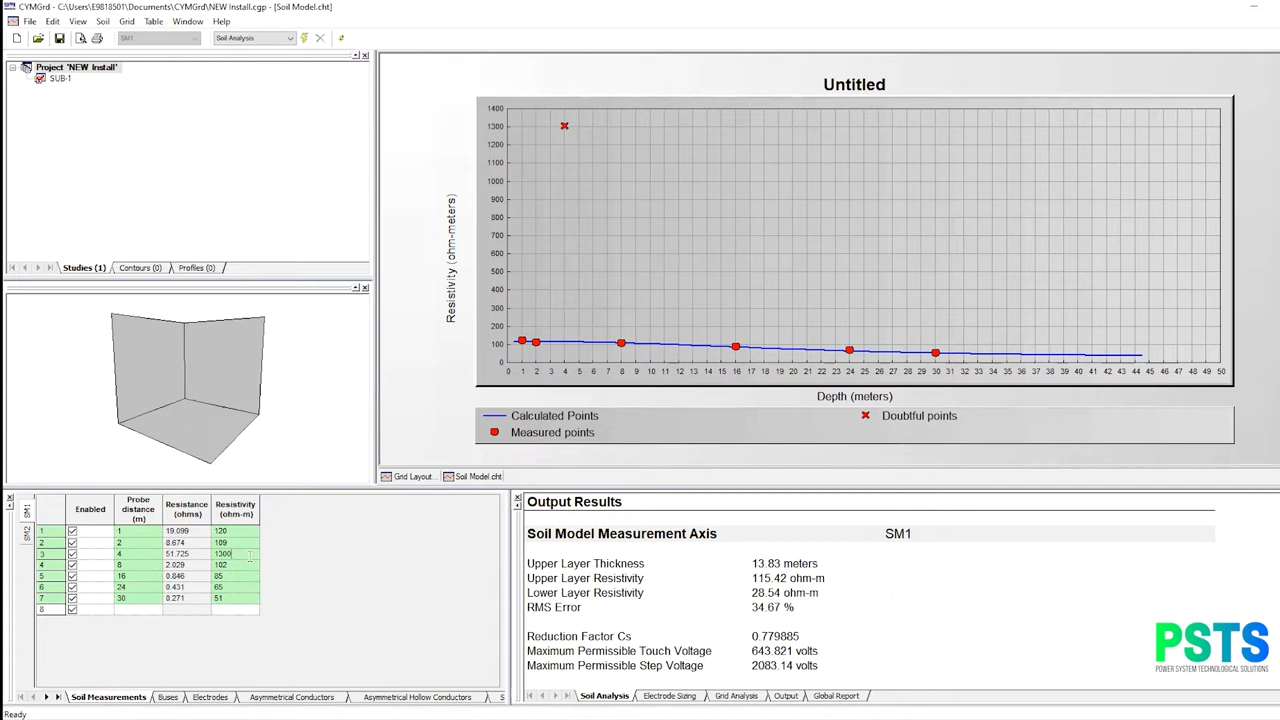 CYMGrd - C:\Users\E9818501\Documents\CYMGrd\NEW Install.cgp - [Soil Model.cht]
File Edit View Soil Grid Table Window Help
SM1 Soil Analysis
Project 'NEW Install'
SUB-1
Studies (1) Contours (0) Profiles (0)
Untitled
1400
1300
1200
1100
1000
900
800
700
600
500
400
300
200
100
0
Resistivity (ohm-meters)
0 1 2 3 4 5 6 7 8 9 10 11 12 13 14 15 16 17 18 19 20 21 22 23 24 25 26 27 28 29 30 31 32 33 34 35 36 37 38 39 40 41 42 43 44 45 46 47 48 49 50
Depth (meters)
Calculated Points Doubtful points
Measured points
Grid Layout... Soil Model.cht
SM1
SM2
Enabled Probe distance (m) Resistance (ohms) Resistivity (ohm-m)
1 1 19.099 120
2 2 8.674 109
3 4 51.725 1300
4 8 2.029 102
5 16 0.846 85
6 24 0.431 65
7 30 0.271 51
8
Soil Measurements Buses Electrodes Asymmetrical Conductors Asymmetrical Hollow Conductors S
Output Results
Soil Model Measurement Axis SM1
Upper Layer Thickness 13.83 meters
Upper Layer Resistivity 115.42 ohm-m
Lower Layer Resistivity 28.54 ohm-m
RMS Error 34.67 %
Reduction Factor Cs 0.779885
Maximum Permissible Touch Voltage 643.821 volts
Maximum Permissible Step Voltage 2083.14 volts
PSTS
POWER SYSTEM TECHNOLOGICAL SOLUTIONS
Soil Analysis Electrode Sizing Grid Analysis Output Global Report
Ready